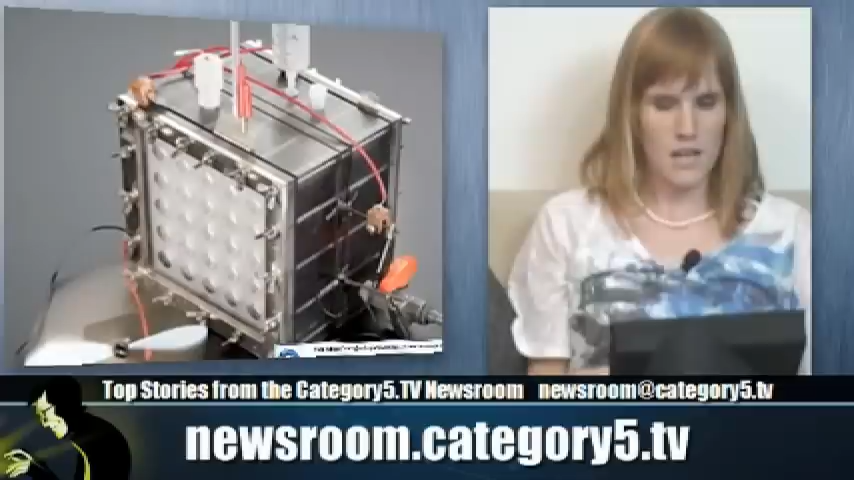 Top Stories from the Category5.TV Newsroom newsroom@category5.tv
newsroom.category5.tv